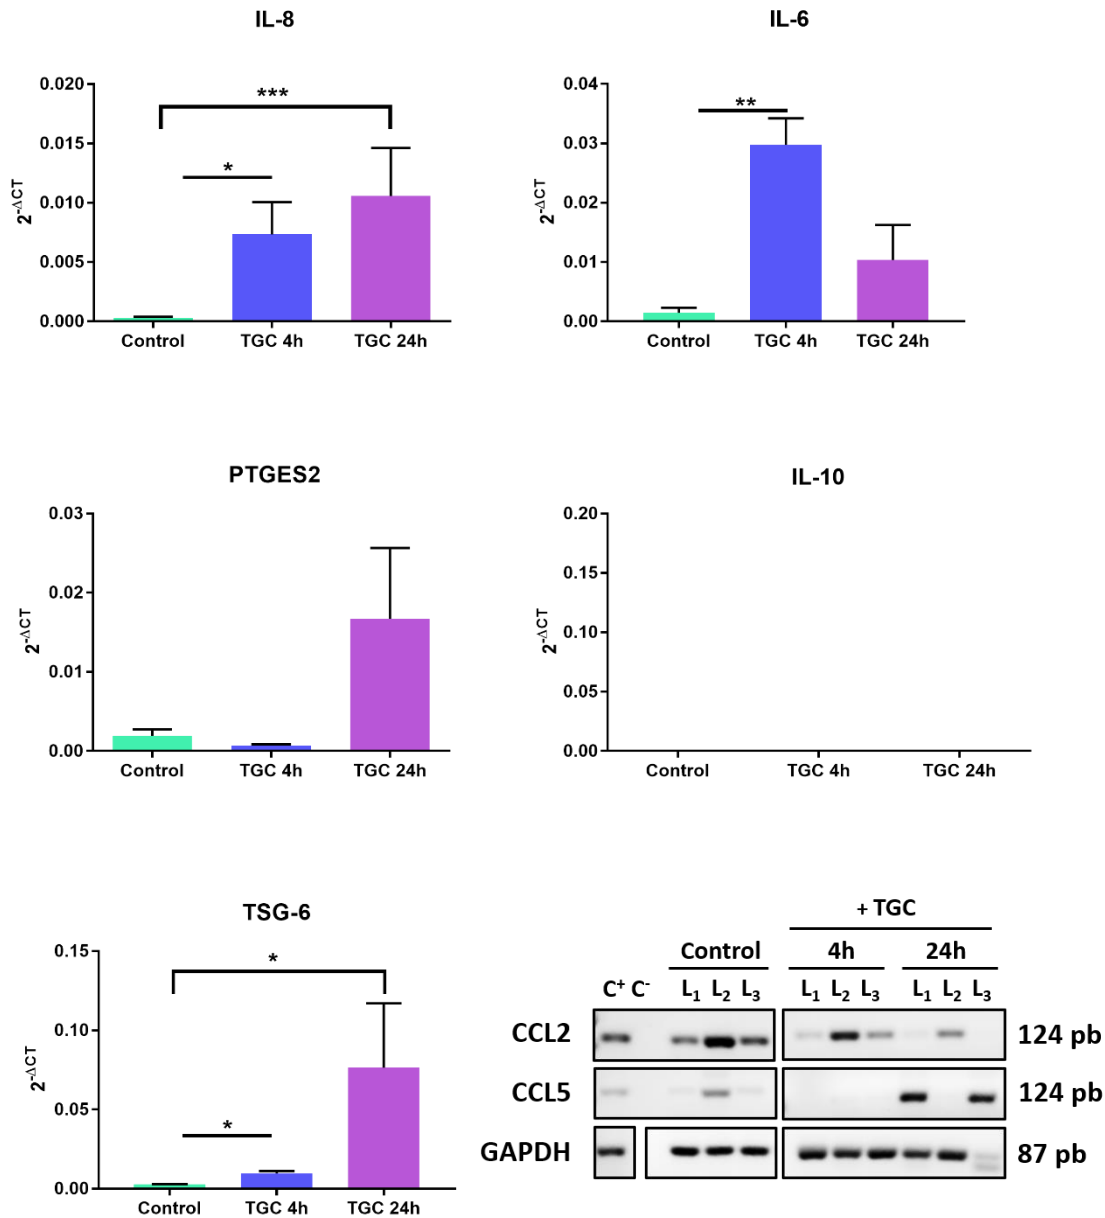 IL-8
2-ΔCT
0.020
0.015
0.010
0.005
0.000
***
*
Control TGC 4h TGC 24h
IL-6
2-ΔCT
0.04
0.03
0.02
0.01
0.00
**
Control TGC 4h TGC 24h
PTGES2
2-ΔCT
0.03
0.02
0.01
0.00
Control TGC 4h TGC 24h
IL-10
2-ΔCT
0.20
0.15
0.10
0.05
0.00
Control TGC 4h TGC 24h
TSG-6
2-ΔCT
0.15
0.10
0.05
0.00
*
*
Control TGC 4h TGC 24h
+ TGC
Control 4h 24h
C+ C- L1 L2 L3 L1 L2 L3 L1 L2 L3
CCL2 124 pb
CCL5 124 pb
GAPDH 87 pb